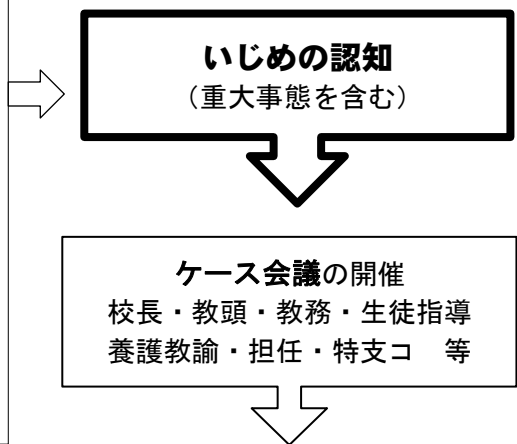 いじめの認知
（重大事態を含む）
ケース会議の開催
校長・教頭・教務・生徒指導
養護教諭・担任・特支コ　等